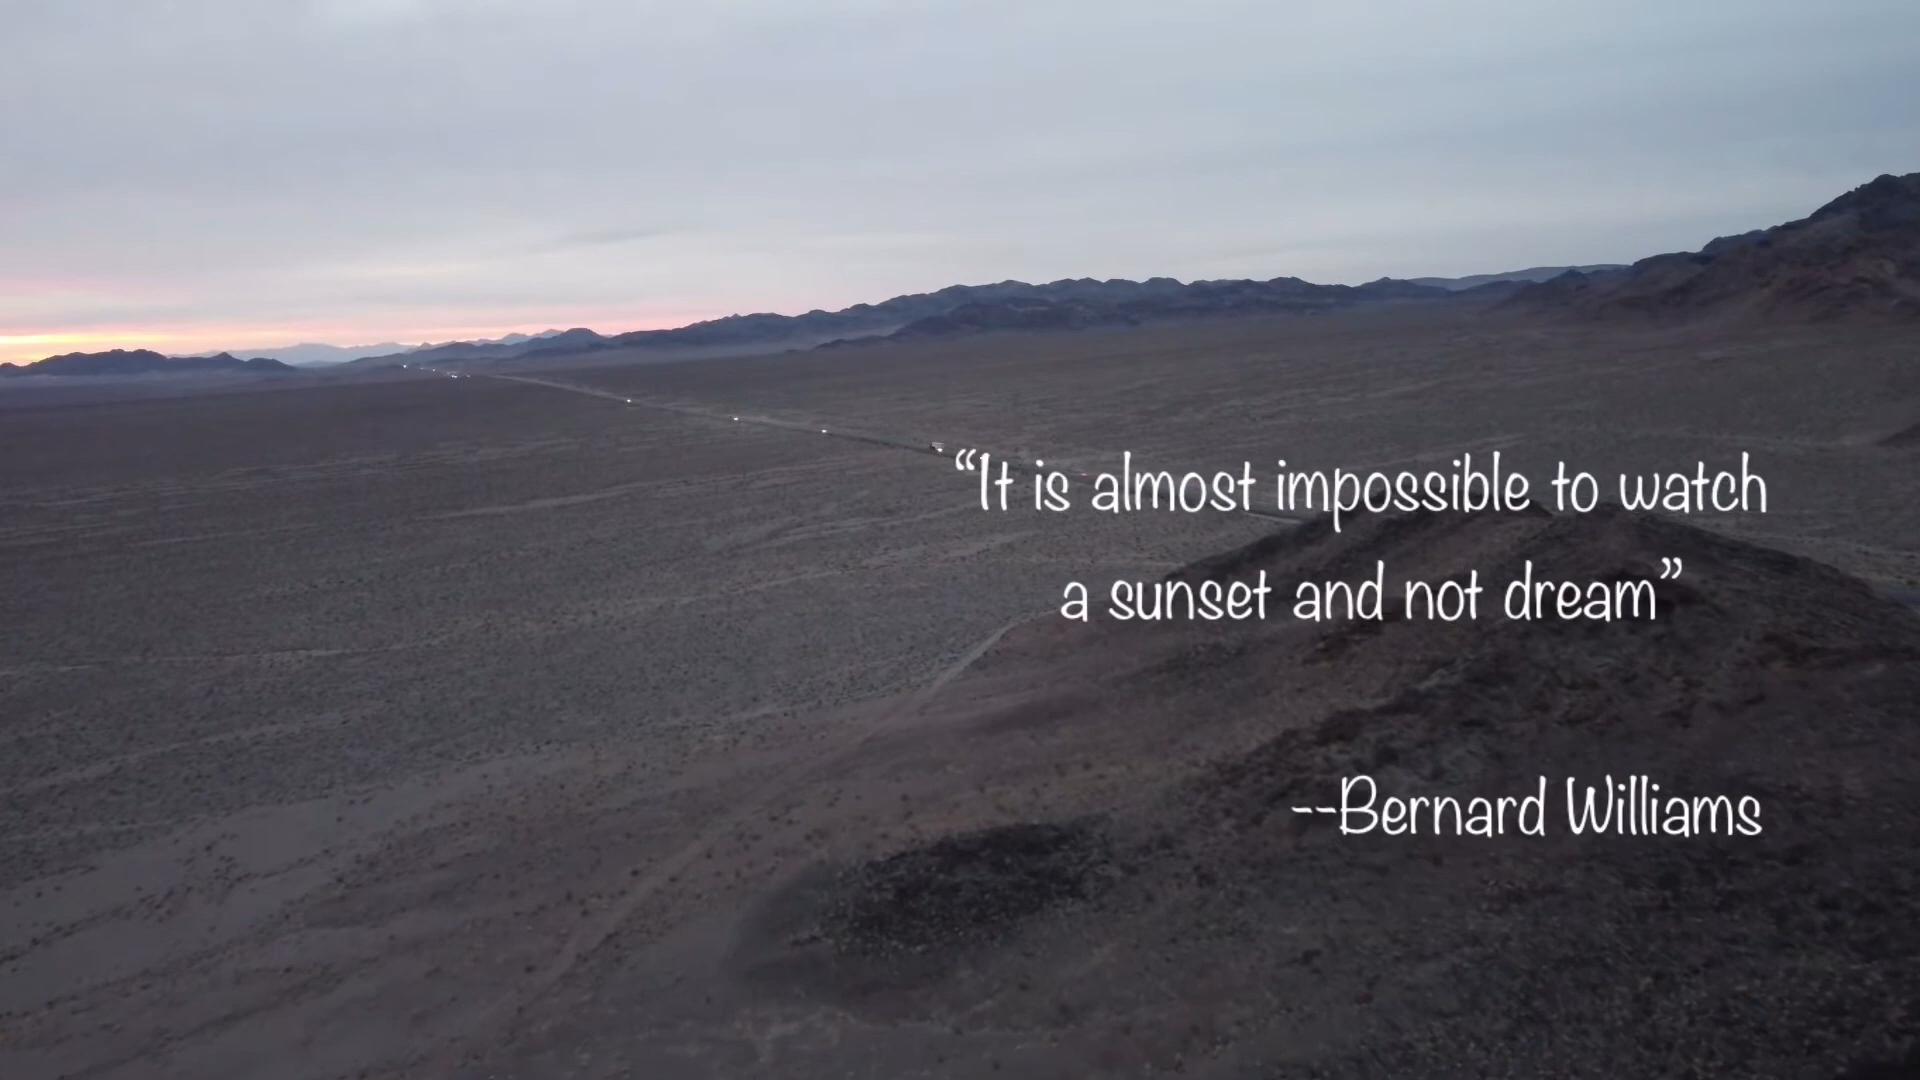 “It is almost impossible to watch
a sunset and not dream”
--Bernard Williams